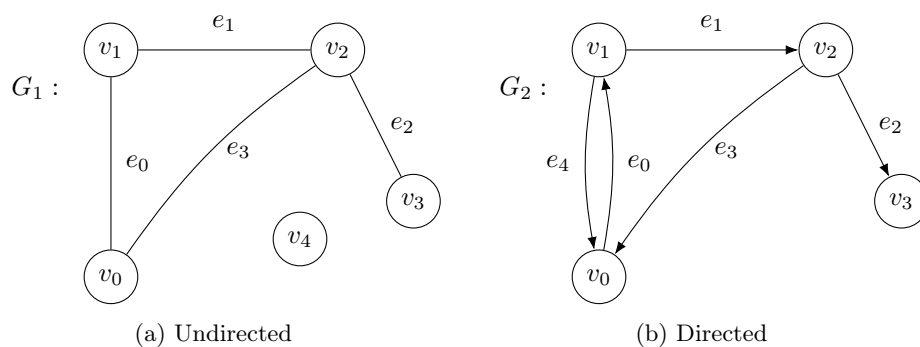 G₁ :
v₁
e₁
v₂
e₀
e₃
e₂
v₃
v₄
v₀
(a) Undirected
G₂ :
v₁
e₁
v₂
e₄
e₀
e₃
e₂
v₃
v₀
(b) Directed